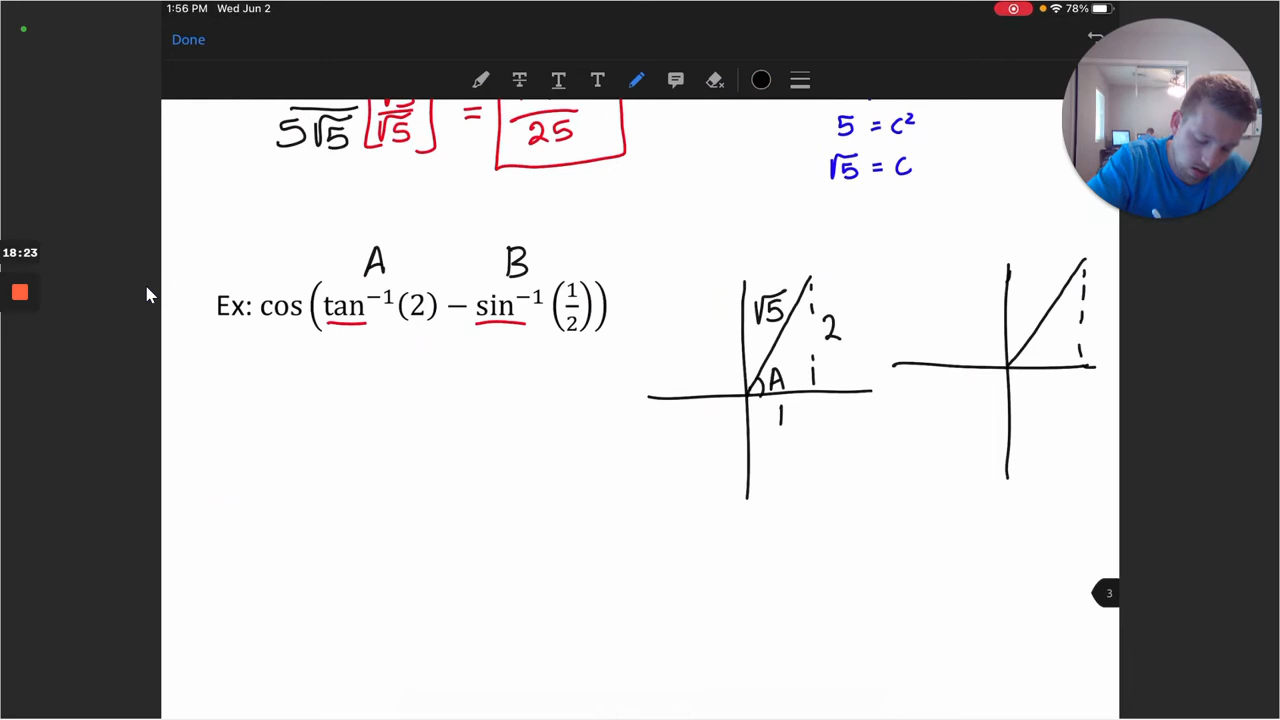 1:56 PM Wed Jun 2
78%
Done
5√5 [√5/√5] = 25
5 = c²
√5 = c
18:23
A B
Ex: cos (tan⁻¹(2) − sin⁻¹ (1/2))
√5
2
A
1
3